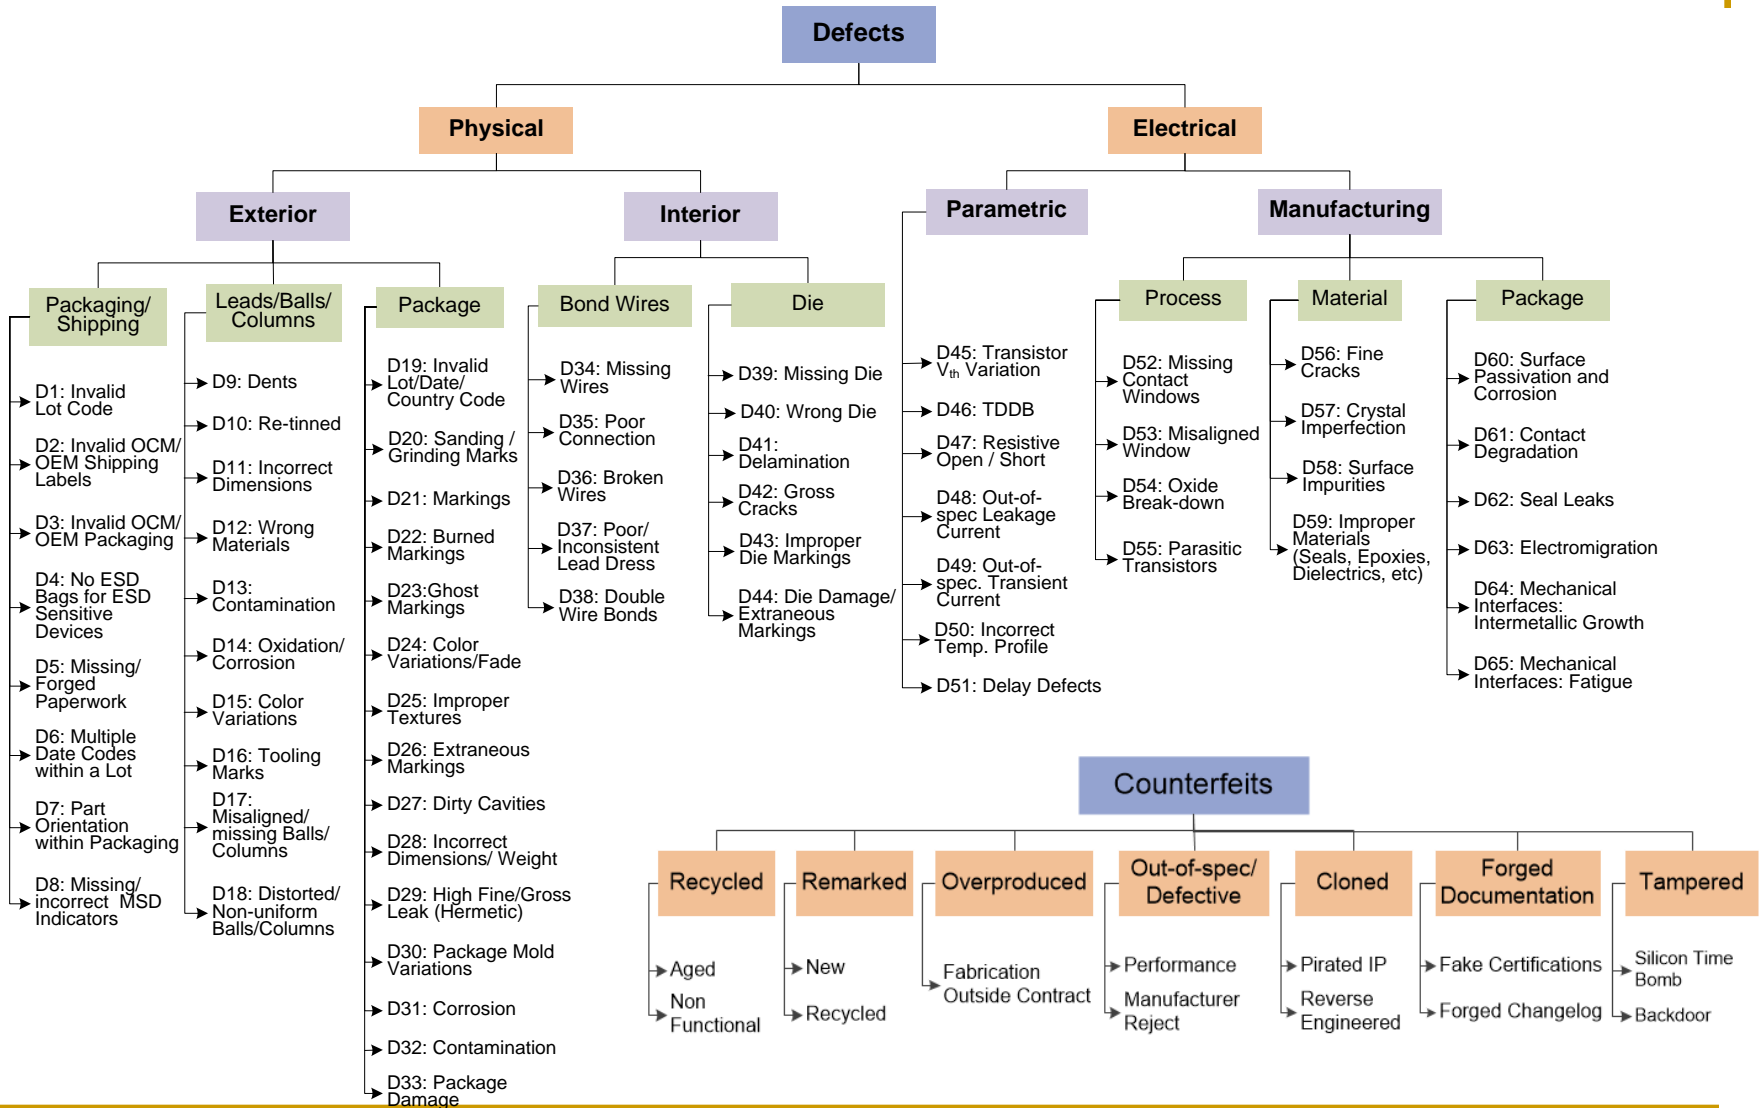 Defects
Physical
Electrical
Exterior
Interior
Parametric
Manufacturing
Packaging/
Shipping
Leads/Balls/
Columns
Package
Bond Wires
Die
Process
Material
Package
D1: Invalid
Lot Code
D2: Invalid OCM/
OEM Shipping
Labels
D3: Invalid OCM/
OEM Packaging
D4: No ESD
Bags for ESD
Sensitive
Devices
D5: Missing/
Forged
Paperwork
D6: Multiple
Date Codes
within a Lot
D7: Part
Orientation
within Packaging
D8: Missing/
incorrect MSD
Indicators
D9: Dents
D10: Re-tinned
D11: Incorrect
Dimensions
D12: Wrong
Materials
D13:
Contamination
D14: Oxidation/
Corrosion
D15: Color
Variations
D16: Tooling
Marks
D17:
Misaligned/
missing Balls/
Columns
D18: Distorted/
Non-uniform
Balls/Columns
D19: Invalid
Lot/Date/
Country Code
D20: Sanding /
Grinding Marks
D21: Markings
D22: Burned
Markings
D23:Ghost
Markings
D24: Color
Variations/Fade
D25: Improper
Textures
D26: Extraneous
Markings
D27: Dirty Cavities
D28: Incorrect
Dimensions/ Weight
D29: High Fine/Gross
Leak (Hermetic)
D30: Package Mold
Variations
D31: Corrosion
D32: Contamination
D33: Package
Damage
D34: Missing
Wires
D35: Poor
Connection
D36: Broken
Wires
D37: Poor/
Inconsistent
Lead Dress
D38: Double
Wire Bonds
D39: Missing Die
D40: Wrong Die
D41:
Delamination
D42: Gross
Cracks
D43: Improper
Die Markings
D44: Die Damage/
Extraneous
Markings
D45: Transistor
Vth Variation
D46: TDDB
D47: Resistive
Open / Short
D48: Out-of-
spec Leakage
Current
D49: Out-of-
spec. Transient
Current
D50: Incorrect
Temp. Profile
D51: Delay Defects
D52: Missing
Contact
Windows
D53: Misaligned
Window
D54: Oxide
Break-down
D55: Parasitic
Transistors
D56: Fine
Cracks
D57: Crystal
Imperfection
D58: Surface
Impurities
D59: Improper
Materials
(Seals, Epoxies,
Dielectrics, etc)
D60: Surface
Passivation and
Corrosion
D61: Contact
Degradation
D62: Seal Leaks
D63: Electromigration
D64: Mechanical
Interfaces:
Intermetallic Growth
D65: Mechanical
Interfaces: Fatigue
Counterfeits
Recycled
Remarked
Overproduced
Out-of-spec/
Defective
Cloned
Forged
Documentation
Tampered
Aged
Non
Functional
New
Recycled
Fabrication
Outside Contract
Performance
Manufacturer
Reject
Pirated IP
Reverse
Engineered
Fake Certifications
Forged Changelog
Silicon Time
Bomb
Backdoor